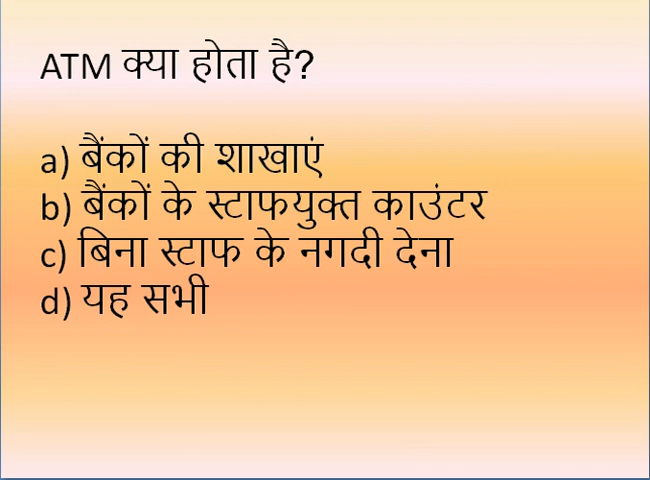 ATM क्या होता है?
a) बैंकों की शाखाएं
b) बैंकों के स्टाफयुक्त काउंटर
c) बिना स्टाफ के नगदी देना
d) यह सभी